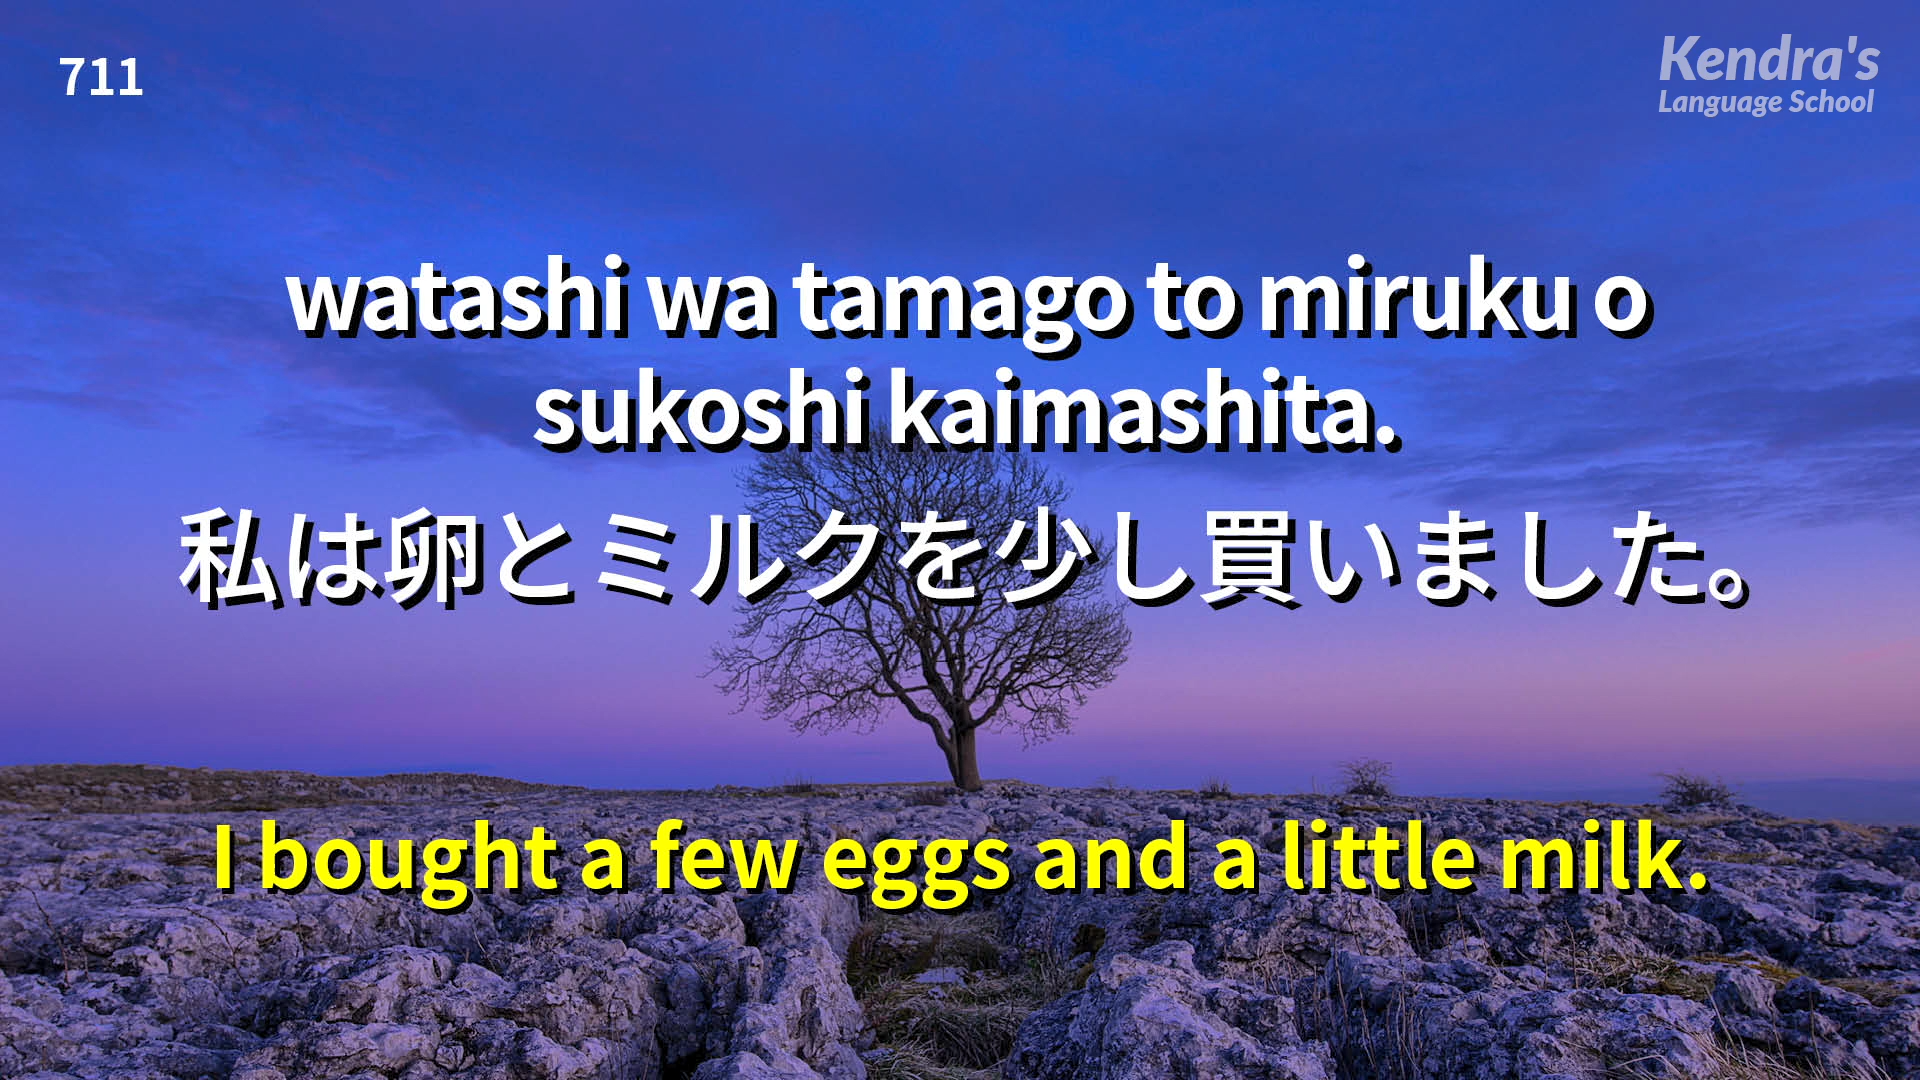 711
Kendra's
Language School
watashi wa tamago to miruku o
sukoshi kaimashita.
私は卵とミルクを少し買いました。
I bought a few eggs and a little milk.